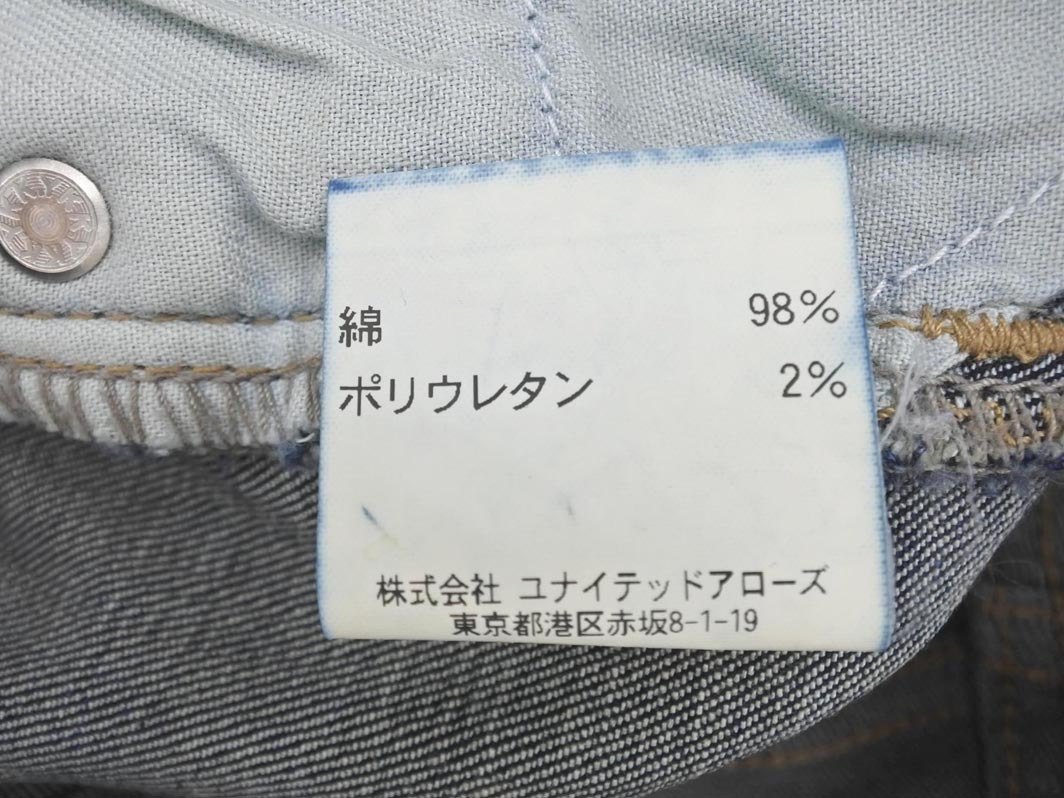 綿 98%
ポリウレタン 2%
株式会社 ユナイテッドアローズ
東京都港区赤坂8-1-19